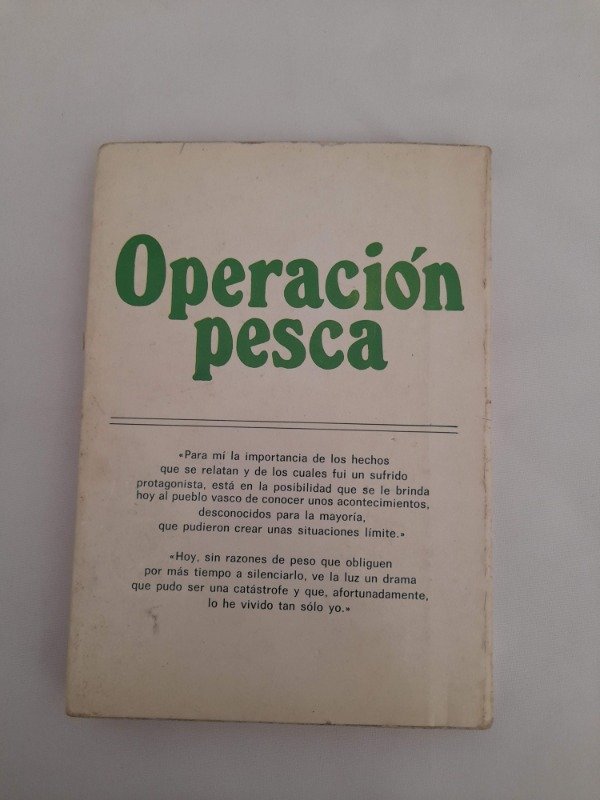 Operación
pesca
«Para mí la importancia de los hechos
que se relatan y de los cuales fui un sufrido
protagonista, está en la posibilidad que se le brinda
hoy al pueblo vasco de conocer unos acontecimientos,
desconocidos para la mayoría,
que pudieron crear unas situaciones límite.»
«Hoy, sin razones de peso que obliguen
por más tiempo a silenciarlo, ve la luz un drama
que pudo ser una catástrofe y que, afortunadamente,
lo he vivido tan sólo yo.»